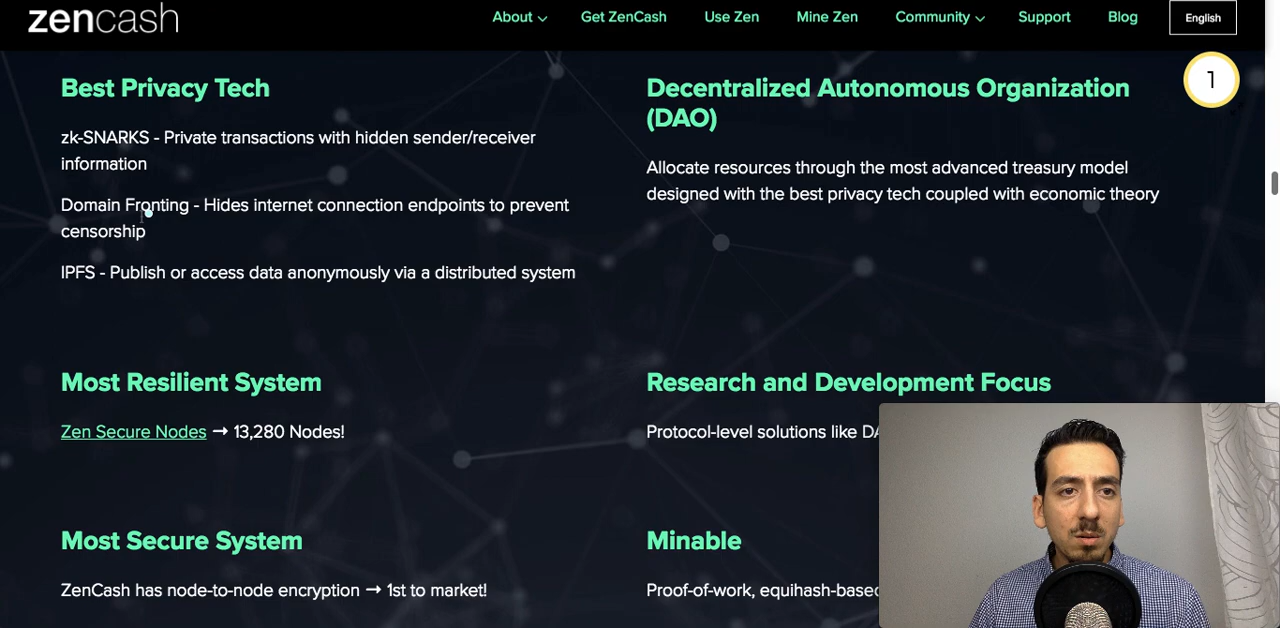 zencash
About
Get ZenCash
Use Zen
Mine Zen
Community
Support
Blog
English
1
Best Privacy Tech
zk-SNARKS - Private transactions with hidden sender/receiver
information
Domain Fronting - Hides internet connection endpoints to prevent
censorship
IPFS - Publish or access data anonymously via a distributed system
Decentralized Autonomous Organization
(DAO)
Allocate resources through the most advanced treasury model
designed with the best privacy tech coupled with economic theory
Most Resilient System
Zen Secure Nodes → 13,280 Nodes!
Research and Development Focus
Protocol-level solutions like
Most Secure System
ZenCash has node-to-node encryption → 1st to market!
Minable
Proof-of-work,